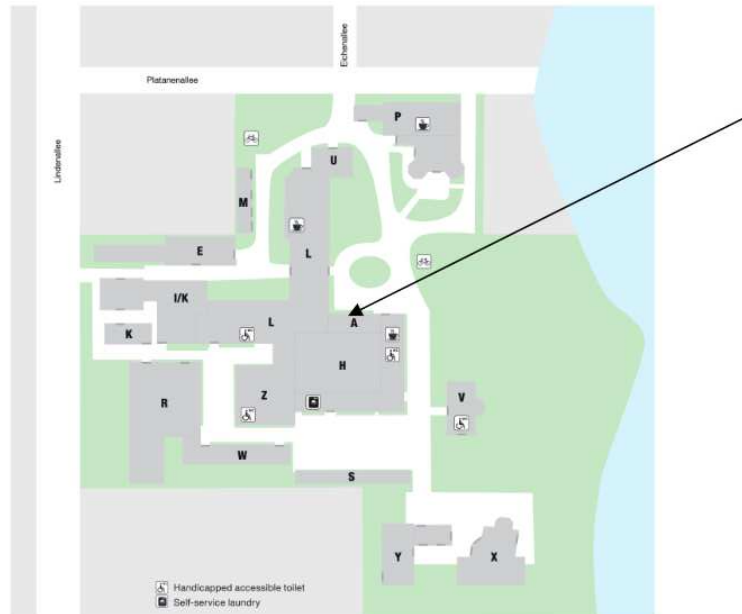 Eichenallee
Platanenallee
Lindenallee
P
U
M
E
L
I/K
L
A
K
H
Z
V
R
W
S
Y
X
Handicapped accessible toilet
Self-service laundry